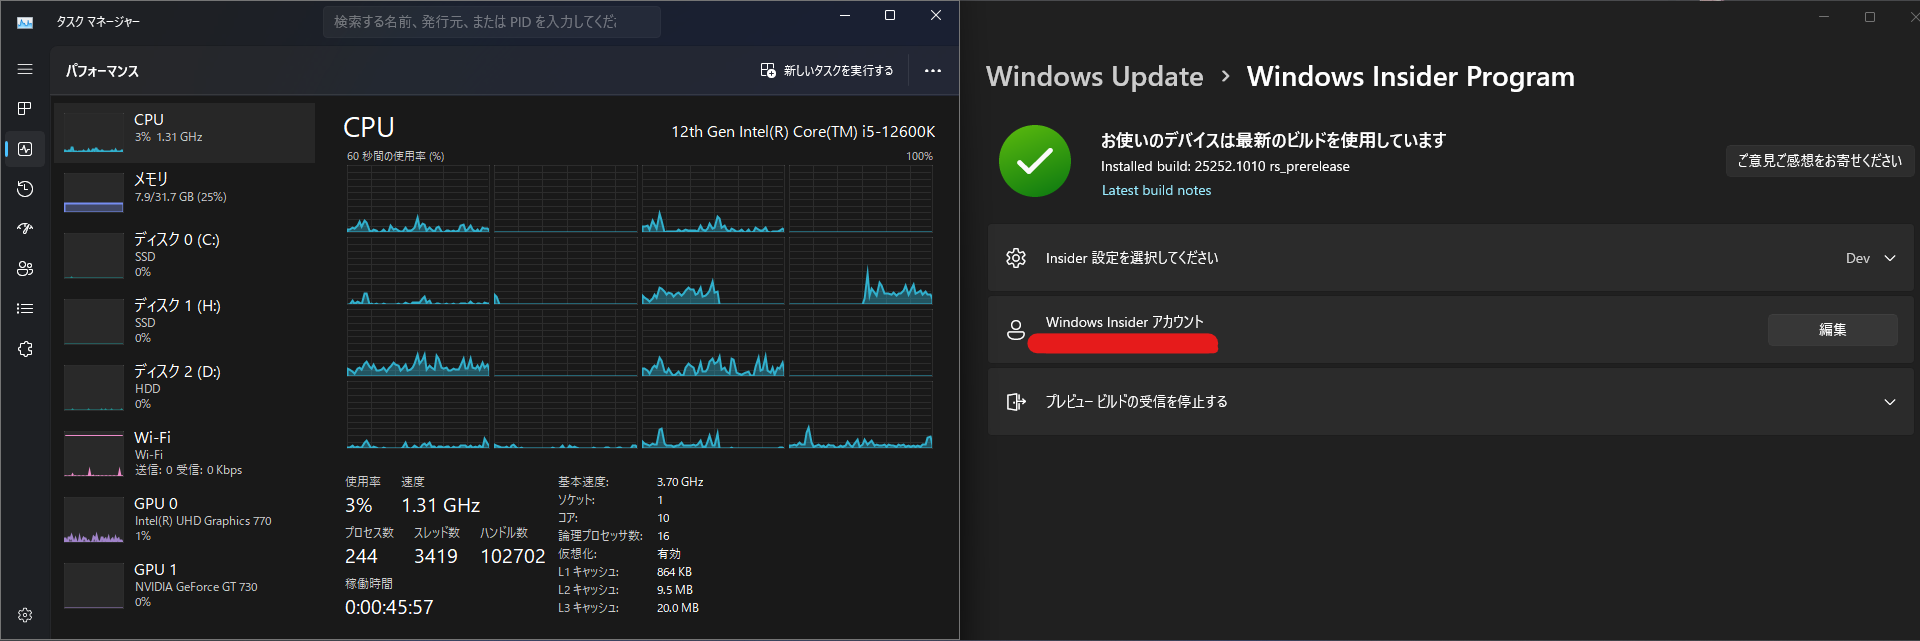 タスク マネージャー
検索する名前、発行元、または PID を入力してくだ
パフォーマンス
新しいタスクを実行する
CPU
3% 1.31 GHz
メモリ
7.9/31.7 GB (25%)
ディスク 0 (C:)
SSD
0%
ディスク 1 (H:)
SSD
0%
ディスク 2 (D:)
HDD
0%
Wi-Fi
Wi-Fi
送信: 0 受信: 0 Kbps
GPU 0
Intel(R) UHD Graphics 770
1%
GPU 1
NVIDIA GeForce GT 730
0%
CPU
12th Gen Intel(R) Core(TM) i5-12600K
60 秒間の使用率 (%)
100%
使用率 速度
3% 1.31 GHz
プロセス数 スレッド数 ハンドル数
244 3419 102702
稼働時間
0:00:45:57
基本速度: 3.70 GHz
ソケット: 1
コア: 10
論理プロセッサ数: 16
仮想化: 有効
L1 キャッシュ: 864 KB
L2 キャッシュ: 9.5 MB
L3 キャッシュ: 20.0 MB
Windows Update › Windows Insider Program
お使いのデバイスは最新のビルドを使用しています
Installed build: 25252.1010 rs_prerelease
Latest build notes
ご意見ご感想をお寄せください
Insider 設定を選択してください
Dev
Windows Insider アカウント
編集
プレビュー ビルドの受信を停止する